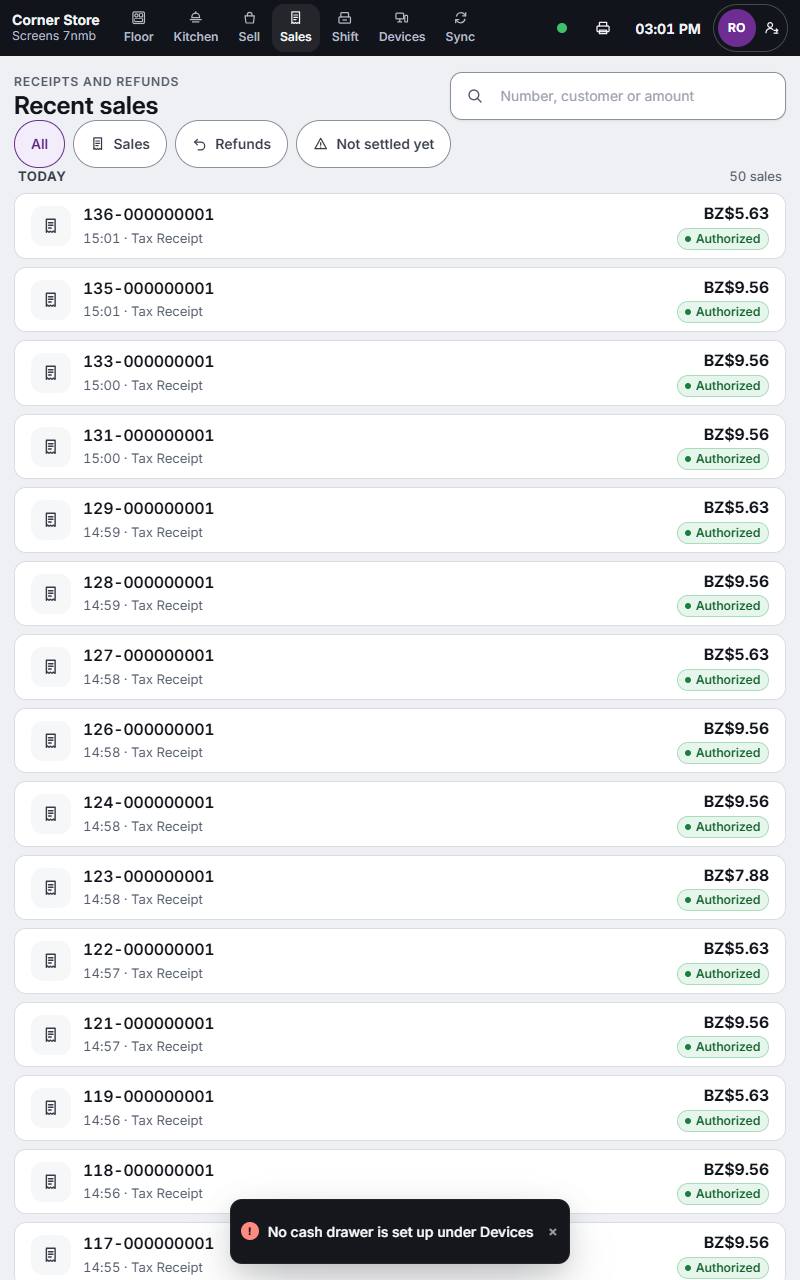 Corner Store
Screens 7nmb
Floor
Kitchen
Sell
Sales
Shift
Devices
Sync
03:01 PM
RO
RECEIPTS AND REFUNDS
Recent sales
Number, customer or amount
All
Sales
Refunds
Not settled yet
TODAY
50 sales
136-000000001
BZ$5.63
15:01 · Tax Receipt
Authorized
135-000000001
BZ$9.56
15:01 · Tax Receipt
Authorized
133-000000001
BZ$9.56
15:00 · Tax Receipt
Authorized
131-000000001
BZ$9.56
15:00 · Tax Receipt
Authorized
129-000000001
BZ$5.63
14:59 · Tax Receipt
Authorized
128-000000001
BZ$9.56
14:59 · Tax Receipt
Authorized
127-000000001
BZ$5.63
14:58 · Tax Receipt
Authorized
126-000000001
BZ$9.56
14:58 · Tax Receipt
Authorized
124-000000001
BZ$9.56
14:58 · Tax Receipt
Authorized
123-000000001
BZ$7.88
14:58 · Tax Receipt
Authorized
122-000000001
BZ$5.63
14:57 · Tax Receipt
Authorized
121-000000001
BZ$9.56
14:57 · Tax Receipt
Authorized
119-000000001
BZ$5.63
14:56 · Tax Receipt
Authorized
118-000000001
BZ$9.56
14:56 · Tax Receipt
Authorized
117-000000001
BZ$9.56
14:55 · Tax Receipt
Authorized
No cash drawer is set up under Devices